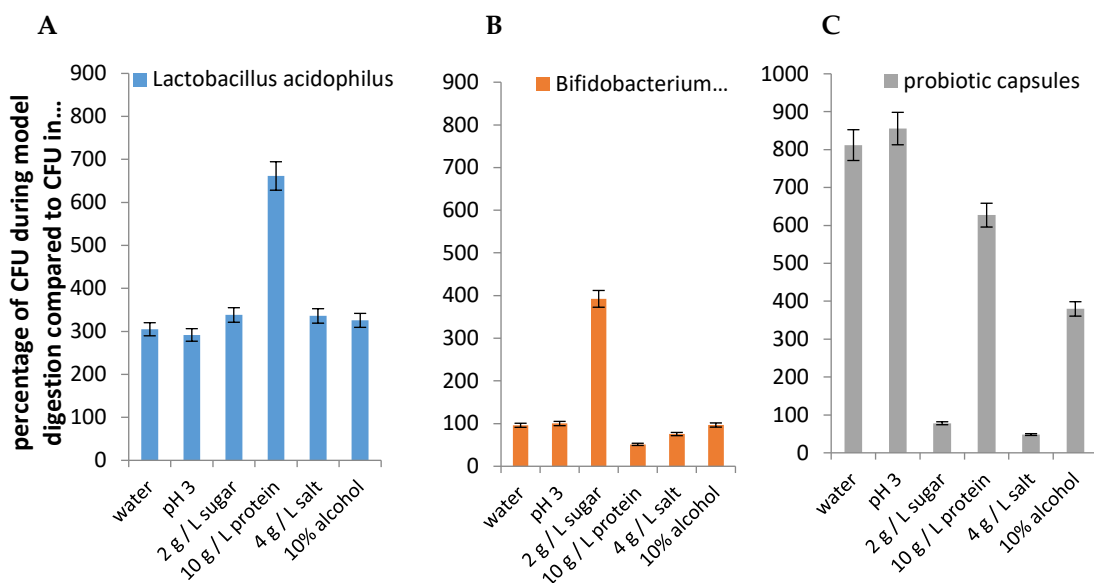 A
B
C
percentage of CFU during model
digestion compared to CFU in...
900
800
700
600
500
400
300
200
100
0
Lactobacillus acidophilus
water
pH 3
2 g / L sugar
10 g / L protein
4 g / L salt
10% alcohol
900
800
700
600
500
400
300
200
100
0
Bifidobacterium...
water
pH 3
2 g / L sugar
10 g / L protein
4 g / L salt
10% alcohol
1000
900
800
700
600
500
400
300
200
100
0
probiotic capsules
water
pH 3
2 g / L sugar
10 g / L protein
4 g / L salt
10% alcohol